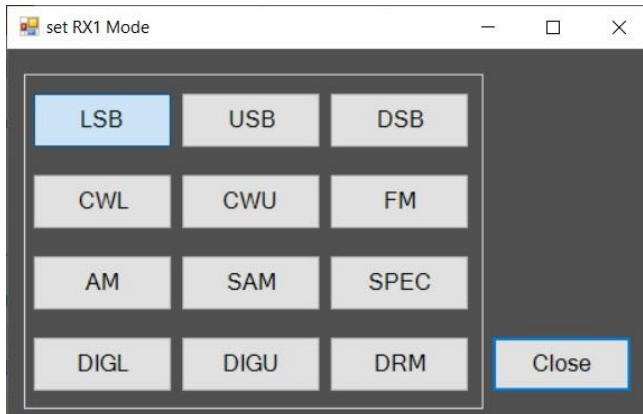 set RX1 Mode
LSB USB DSB
CWL CWU FM
AM SAM SPEC
DIGL DIGU DRM Close